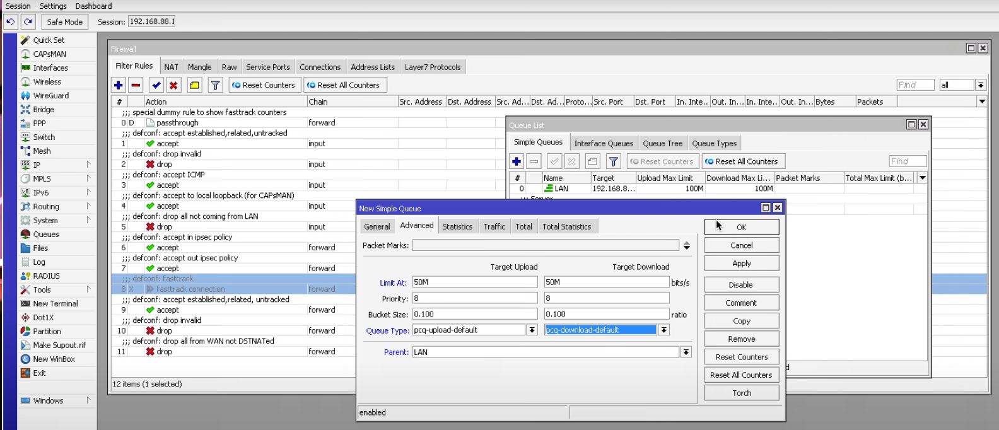 Session Settings Dashboard
Safe Mode Session: 192.168.88.1
Quick Set
CAPsMAN
Interfaces
Wireless
WireGuard
Bridge
PPP
Switch
Mesh
IP
MPLS
IPv6
Routing
System
Queues
Files
Log
RADIUS
Tools
New Terminal
Dot1X
Partition
Make Supout.rif
New WinBox
Exit
Windows
Firewall
Filter Rules NAT Mangle Raw Service Ports Connections Address Lists Layer7 Protocols
Reset Counters Reset All Counters Find all
# Action Chain Src. Address Dst. Address Src. Ad... Dst. Ad... Proto... Src. Port Dst. Port In. Inte... Out. In... In. Inte... Out. In... Bytes Packets
;;; special dummy rule to show fasttrack counters
0 D passthrough forward
;;; defconf: accept established,related,untracked
1 accept input
;;; defconf: drop invalid
2 drop input
;;; defconf: accept ICMP
3 accept input
;;; defconf: accept to local loopback (for CAPsMAN)
4 accept input
;;; defconf: drop all not coming from LAN
5 drop input
;;; defconf: accept in ipsec policy
6 accept forward
;;; defconf: accept out ipsec policy
7 accept forward
;;; defconf: fasttrack
8 X fasttrack connection forward
;;; defconf: accept established,related, untracked
9 accept forward
;;; defconf: drop invalid
10 drop forward
;;; defconf: drop all from WAN not DSTNATed
11 drop forward
12 items (1 selected)
Queue List
Simple Queues Interface Queues Queue Tree Queue Types
Reset Counters Reset All Counters Find
# Name Target Upload Max Limit Download Max Li... Packet Marks Total Max Limit (b...
0 LAN 192.168.8... 100M 100M
;;; Server
New Simple Queue
General Advanced Statistics Traffic Total Total Statistics
Packet Marks:
Target Upload Target Download
Limit At: 50M 50M bits/s
Priority: 8 8
Bucket Size: 0.100 0.100 ratio
Queue Type: pcq-upload-default pcq-download-default
Parent: LAN
enabled
OK
Cancel
Apply
Disable
Comment
Copy
Remove
Reset Counters
Reset All Counters
Torch